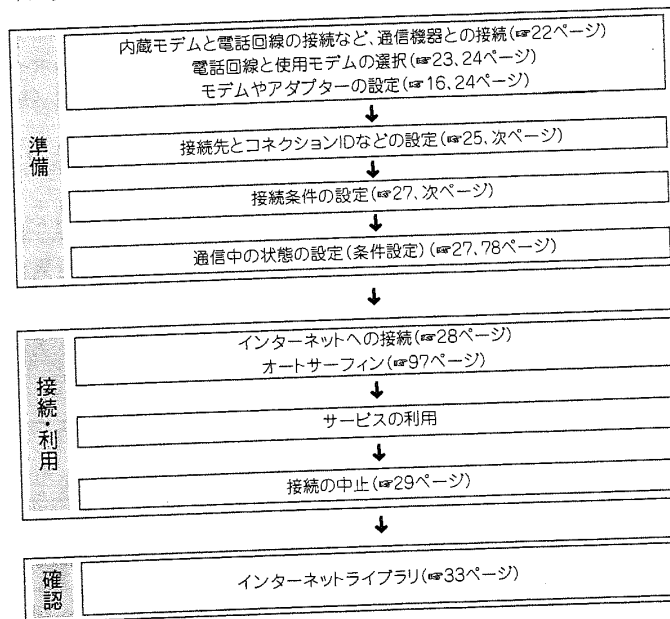 準備
内蔵モデムと電話回線の接続など、通信機器との接続(☞22ページ)
電話回線と使用モデムの選択(☞23、24ページ)
モデムやアダプターの設定(☞16、24ページ)
↓
接続先とコネクションIDなどの設定(☞25、次ページ)
↓
接続条件の設定(☞27、次ページ)
↓
通信中の状態の設定(条件設定)(☞27、78ページ)
↓
接続・利用
インターネットへの接続(☞28ページ)
オートサーフィン(☞97ページ)
↓
サービスの利用
↓
接続の中止(☞29ページ)
↓
確認
インターネットライブラリ(☞33ページ)